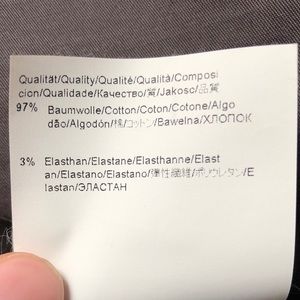 Qualität/Quality/Qualité/Qualità/Composi
cion/Qualidade/Качество/質/Jakosc/品質
97% Baumwolle/Cotton/Coton/Cotone/Algo
dão/Algodón/棉/コットン/Bawelna/ХЛОПОК
3% Elasthan/Elastane/Elasthanne/Elast
an/Elastano/Elastano/弾性纖維/ポリウレタン/E
lastan/ЭЛАСТАН